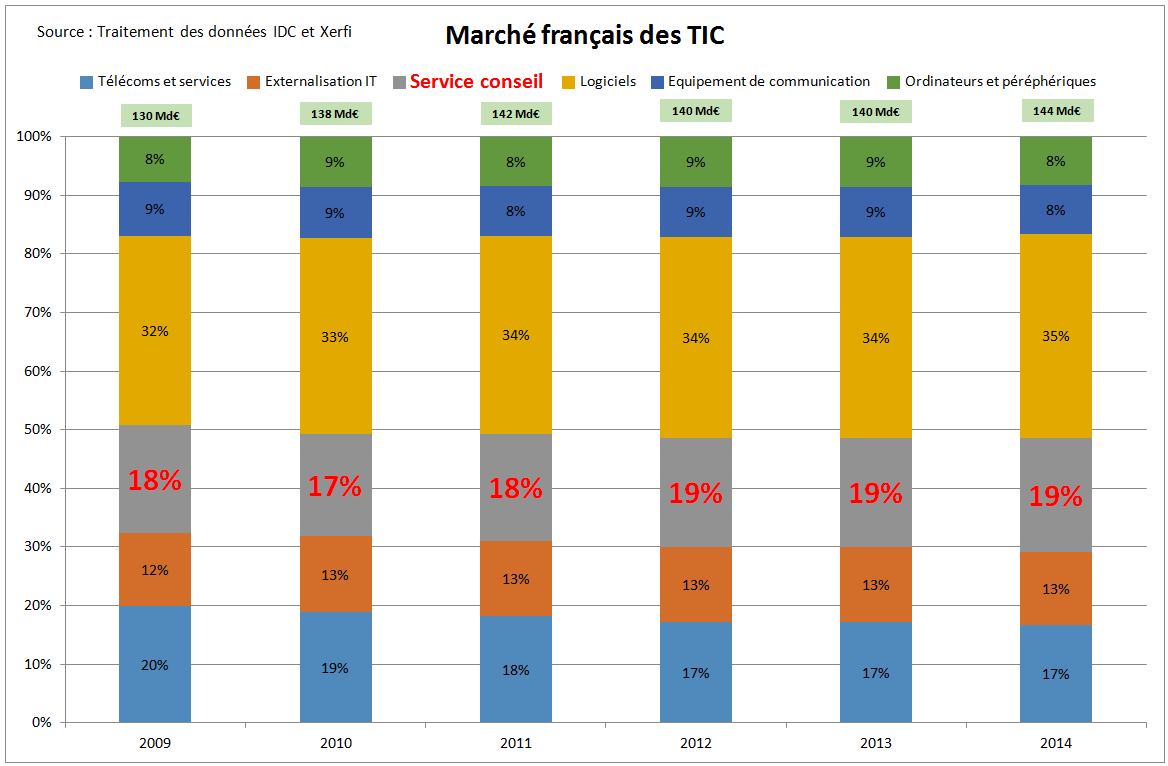 Source : Traitement des données IDC et Xerfi
Marché français des TIC
Télécoms et services Externalisation IT Service conseil Logiciels Equipement de communication Ordinateurs et péréphériques
130 Md€ 138 Md€ 142 Md€ 140 Md€ 140 Md€ 144 Md€
100%
8% 9% 8% 9% 9% 8%
90%
9% 9% 8% 9% 9% 8%
80%
70%
32% 33% 34% 34% 34% 35%
60%
50%
18% 17% 18% 19% 19% 19%
40%
30%
12% 13% 13% 13% 13% 13%
20%
20% 19% 18% 17% 17% 17%
10%
0%
2009 2010 2011 2012 2013 2014